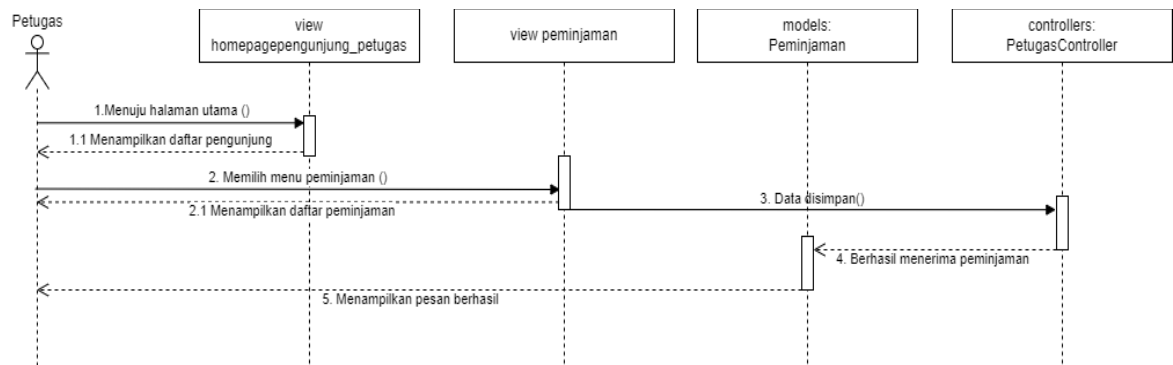 Petugas
view
homepagepengunjung_petugas
view peminjaman
models:
Peminjaman
controllers:
PetugasController
1.Menuju halaman utama ()
1.1 Menampilkan daftar pengunjung
2. Memilih menu peminjaman ()
2.1 Menampilkan daftar peminjaman
3. Data disimpan()
4. Berhasil menerima peminjaman
5. Menampilkan pesan berhasil